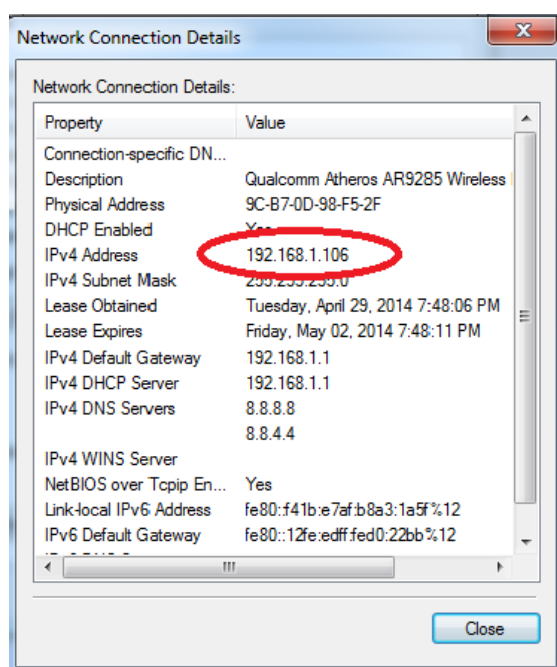 Network Connection Details
Network Connection Details:
Property Value
Connection-specific DN...
Description Qualcomm Atheros AR9285 Wireless
Physical Address 9C-B7-0D-98-F5-2F
DHCP Enabled Yes
IPv4 Address 192.168.1.106
IPv4 Subnet Mask 255.255.255.0
Lease Obtained Tuesday, April 29, 2014 7:48:06 PM
Lease Expires Friday, May 02, 2014 7:48:11 PM
IPv4 Default Gateway 192.168.1.1
IPv4 DHCP Server 192.168.1.1
IPv4 DNS Servers 8.8.8.8
8.8.4.4
IPv4 WINS Server
NetBIOS over Tcpip En... Yes
Link-local IPv6 Address fe80::f41b:e7af:b8a3:1a5f%12
IPv6 Default Gateway fe80::12fe:edff:fed0:22bb%12
Close